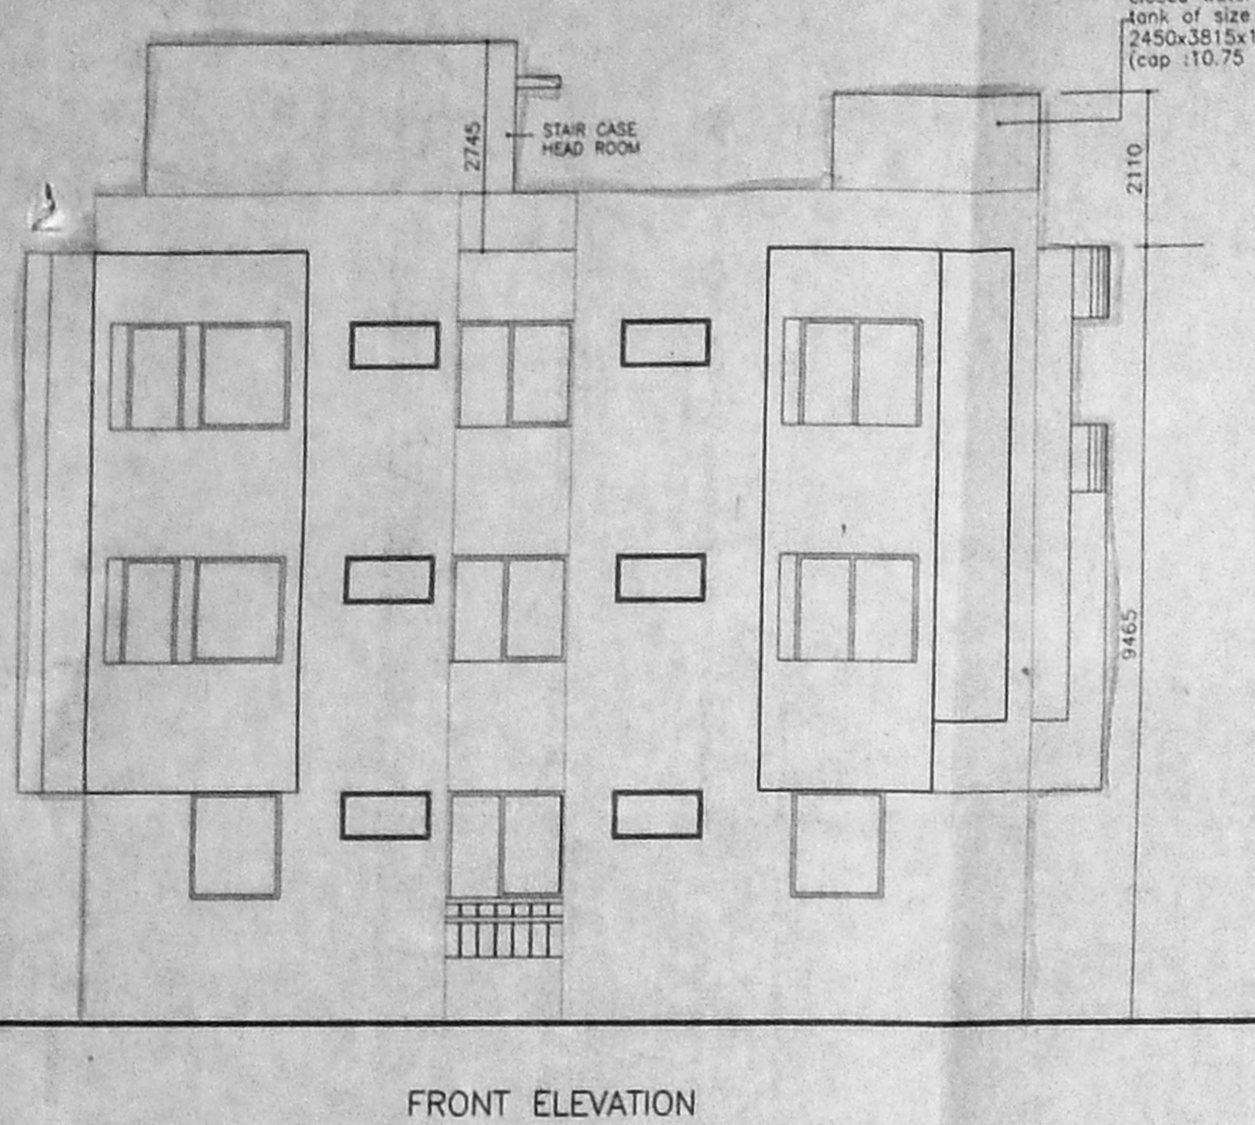 tank of size
2450x3815x1
(cap :10.75
STAIR CASE
HEAD ROOM
2745
2110
9465
FRONT ELEVATION